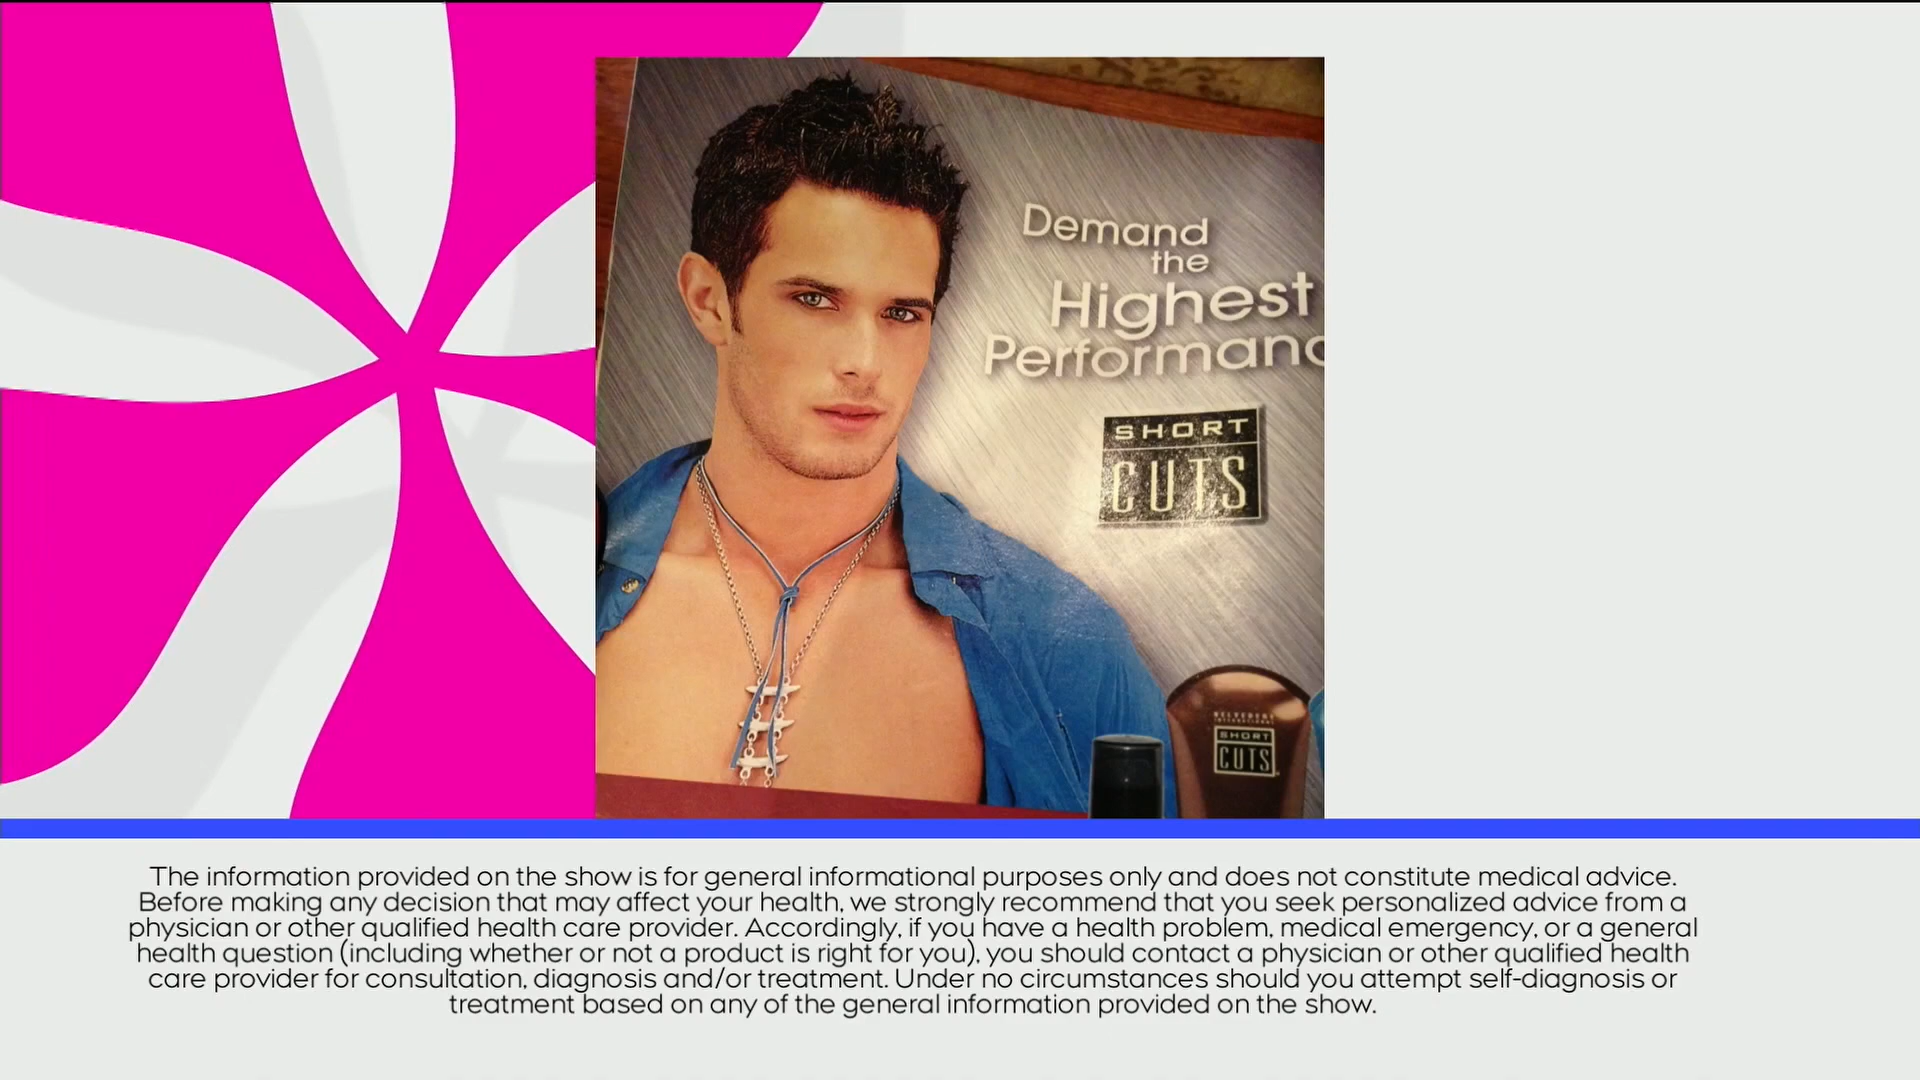 Demand
the
Highest
Performanc
SHORT
CUTS
BELVEDERE
INTERNATIONAL
SHORT
CUTS
The information provided on the show is for general informational purposes only and does not constitute medical advice.
Before making any decision that may affect your health, we strongly recommend that you seek personalized advice from a
physician or other qualified health care provider. Accordingly, if you have a health problem, medical emergency, or a general
health question (including whether or not a product is right for you), you should contact a physician or other qualified health
care provider for consultation, diagnosis and/or treatment. Under no circumstances should you attempt self-diagnosis or
treatment based on any of the general information provided on the show.